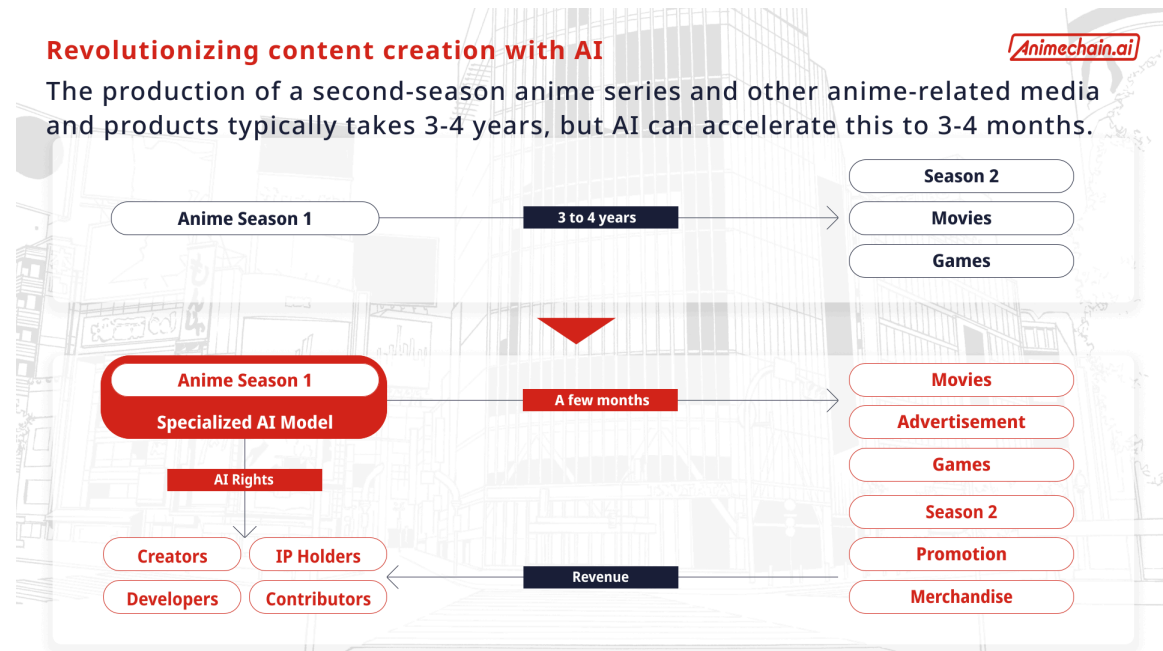 Revolutionizing content creation with AI
Animechain.ai
The production of a second-season anime series and other anime-related media
and products typically takes 3-4 years, but AI can accelerate this to 3-4 months.
Anime Season 1
3 to 4 years
Season 2
Movies
Games
Anime Season 1
Specialized AI Model
A few months
Movies
Advertisement
Games
Season 2
Promotion
Merchandise
AI Rights
Creators
IP Holders
Developers
Contributors
Revenue